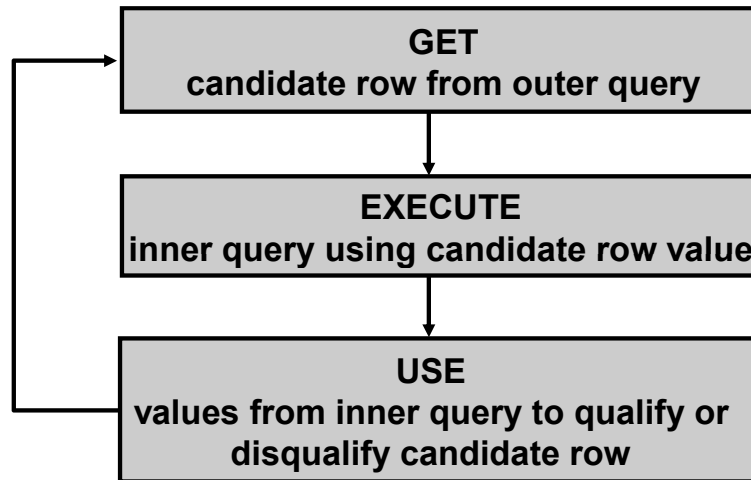 GET
candidate row from outer query
EXECUTE
inner query using candidate row value
USE
values from inner query to qualify or
disqualify candidate row